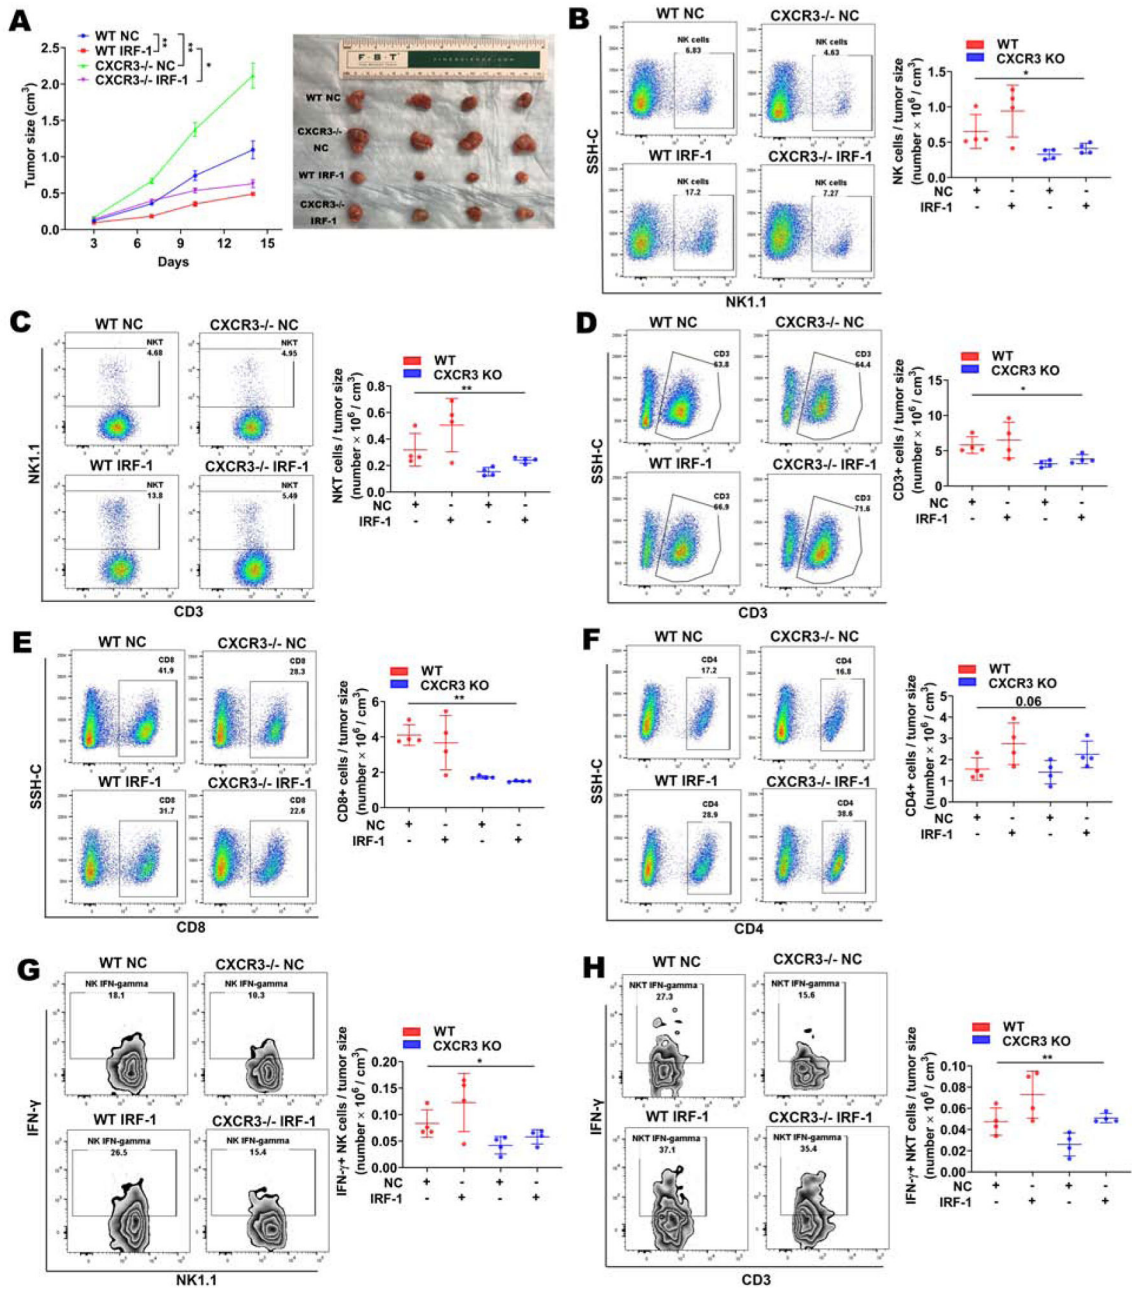 A
WT NC
WT IRF-1
CXCR3-/- NC
CXCR3-/- IRF-1
**
**
*
Tumor size (cm3)
2.5
2.0
1.5
1.0
0.5
0.0
3 6 9 12 15
Days
F·S·T
FINESCIENCE.COM
WT NC
CXCR3-/-
NC
WT IRF-1
CXCR3-/-
IRF-1
B
WT NC CXCR3-/- NC
NK cells
6.83
NK cells
4.63
WT IRF-1 CXCR3-/- IRF-1
NK cells
17.2
NK cells
7.27
SSH-C
NK1.1
WT
CXCR3 KO
*
NK cells / tumor size
(number × 10⁶ / cm³)
1.5
1.0
0.5
0.0
NC + - + -
IRF-1 - + - +
C
WT NC CXCR3-/- NC
NKT
4.68
NKT
4.95
WT IRF-1 CXCR3-/- IRF-1
NKT
13.8
NKT
5.49
NK1.1
CD3
WT
CXCR3 KO
**
NKT cells / tumor size
(number × 10⁶ / cm³)
0.8
0.6
0.4
0.2
0.0
NC + - + -
IRF-1 - + - +
D
WT NC CXCR3-/- NC
CD3
63.8
CD3
64.4
WT IRF-1 CXCR3-/- IRF-1
CD3
66.9
CD3
71.6
SSH-C
CD3
WT
CXCR3 KO
*
CD3+ cells / tumor size
(number × 10⁶ / cm³)
15
10
5
0
NC + - + -
IRF-1 - + - +
E
WT NC CXCR3-/- NC
CD8
41.9
CD8
28.3
WT IRF-1 CXCR3-/- IRF-1
CD8
31.7
CD8
22.6
SSH-C
CD8
WT
CXCR3 KO
**
CD8+ cells / tumor size
(number × 10⁶ / cm³)
6
4
2
0
NC + - + -
IRF-1 - + - +
F
WT NC CXCR3-/- NC
CD4
17.2
CD4
16.8
WT IRF-1 CXCR3-/- IRF-1
CD4
28.9
CD4
38.6
SSH-C
CD4
WT
CXCR3 KO
0.06
CD4+ cells / tumor size
(number × 10⁶ / cm³)
5
4
3
2
1
0
NC + - + -
IRF-1 - + - +
G
WT NC CXCR3-/- NC
NK IFN-gamma
18.1
NK IFN-gamma
10.3
WT IRF-1 CXCR3-/- IRF-1
NK IFN-gamma
26.5
NK IFN-gamma
15.4
IFN-γ
NK1.1
WT
CXCR3 KO
*
IFN-γ+ NK cells / tumor size
(number × 10⁶ / cm³)
0.20
0.15
0.10
0.05
0.00
NC + - + -
IRF-1 - + - +
H
WT NC CXCR3-/- NC
NKT IFN-gamma
27.3
NKT IFN-gamma
15.6
WT IRF-1 CXCR3-/- IRF-1
NKT IFN-gamma
37.1
NKT IFN-gamma
35.4
IFN-γ
CD3
WT
CXCR3 KO
**
IFN-γ+ NKT cells / tumor size
(number × 10⁶ / cm³)
0.10
0.08
0.06
0.04
0.02
0.00
NC + - + -
IRF-1 - + - +